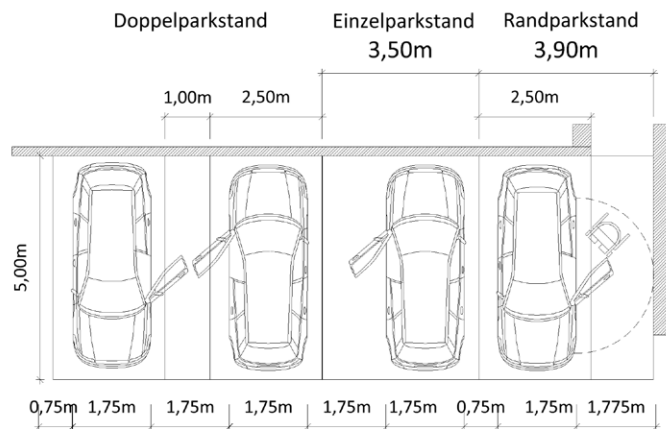 Doppelparkstand Einzelparkstand Randparkstand
3,50m 3,90m
1,00m 2,50m 2,50m
5,00m
0,75m 1,75m 1,75m 1,75m 1,775m 1,75m 0,75m 1,75m 1,775m